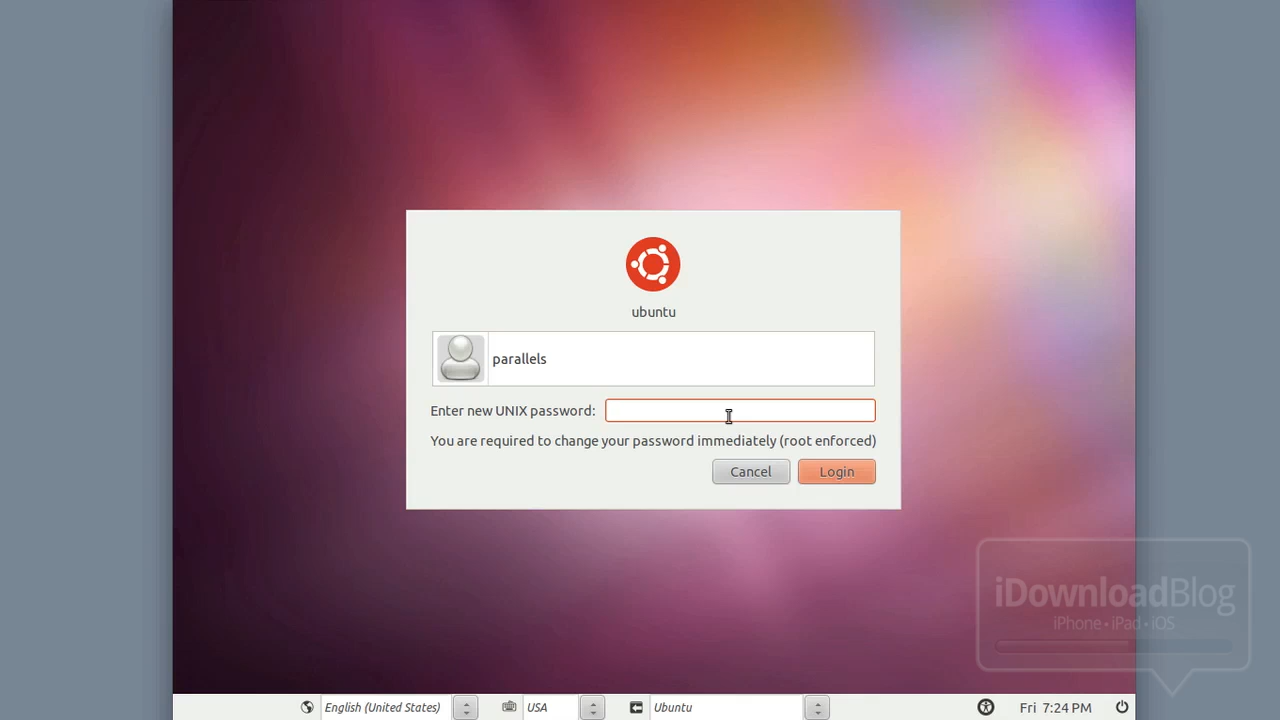 ubuntu
parallels
Enter new UNIX password:
You are required to change your password immediately (root enforced)
Cancel
Login
iDownloadBlog
iPhone • iPad • iOS
English (United States)
USA
Ubuntu
Fri 7:24 PM